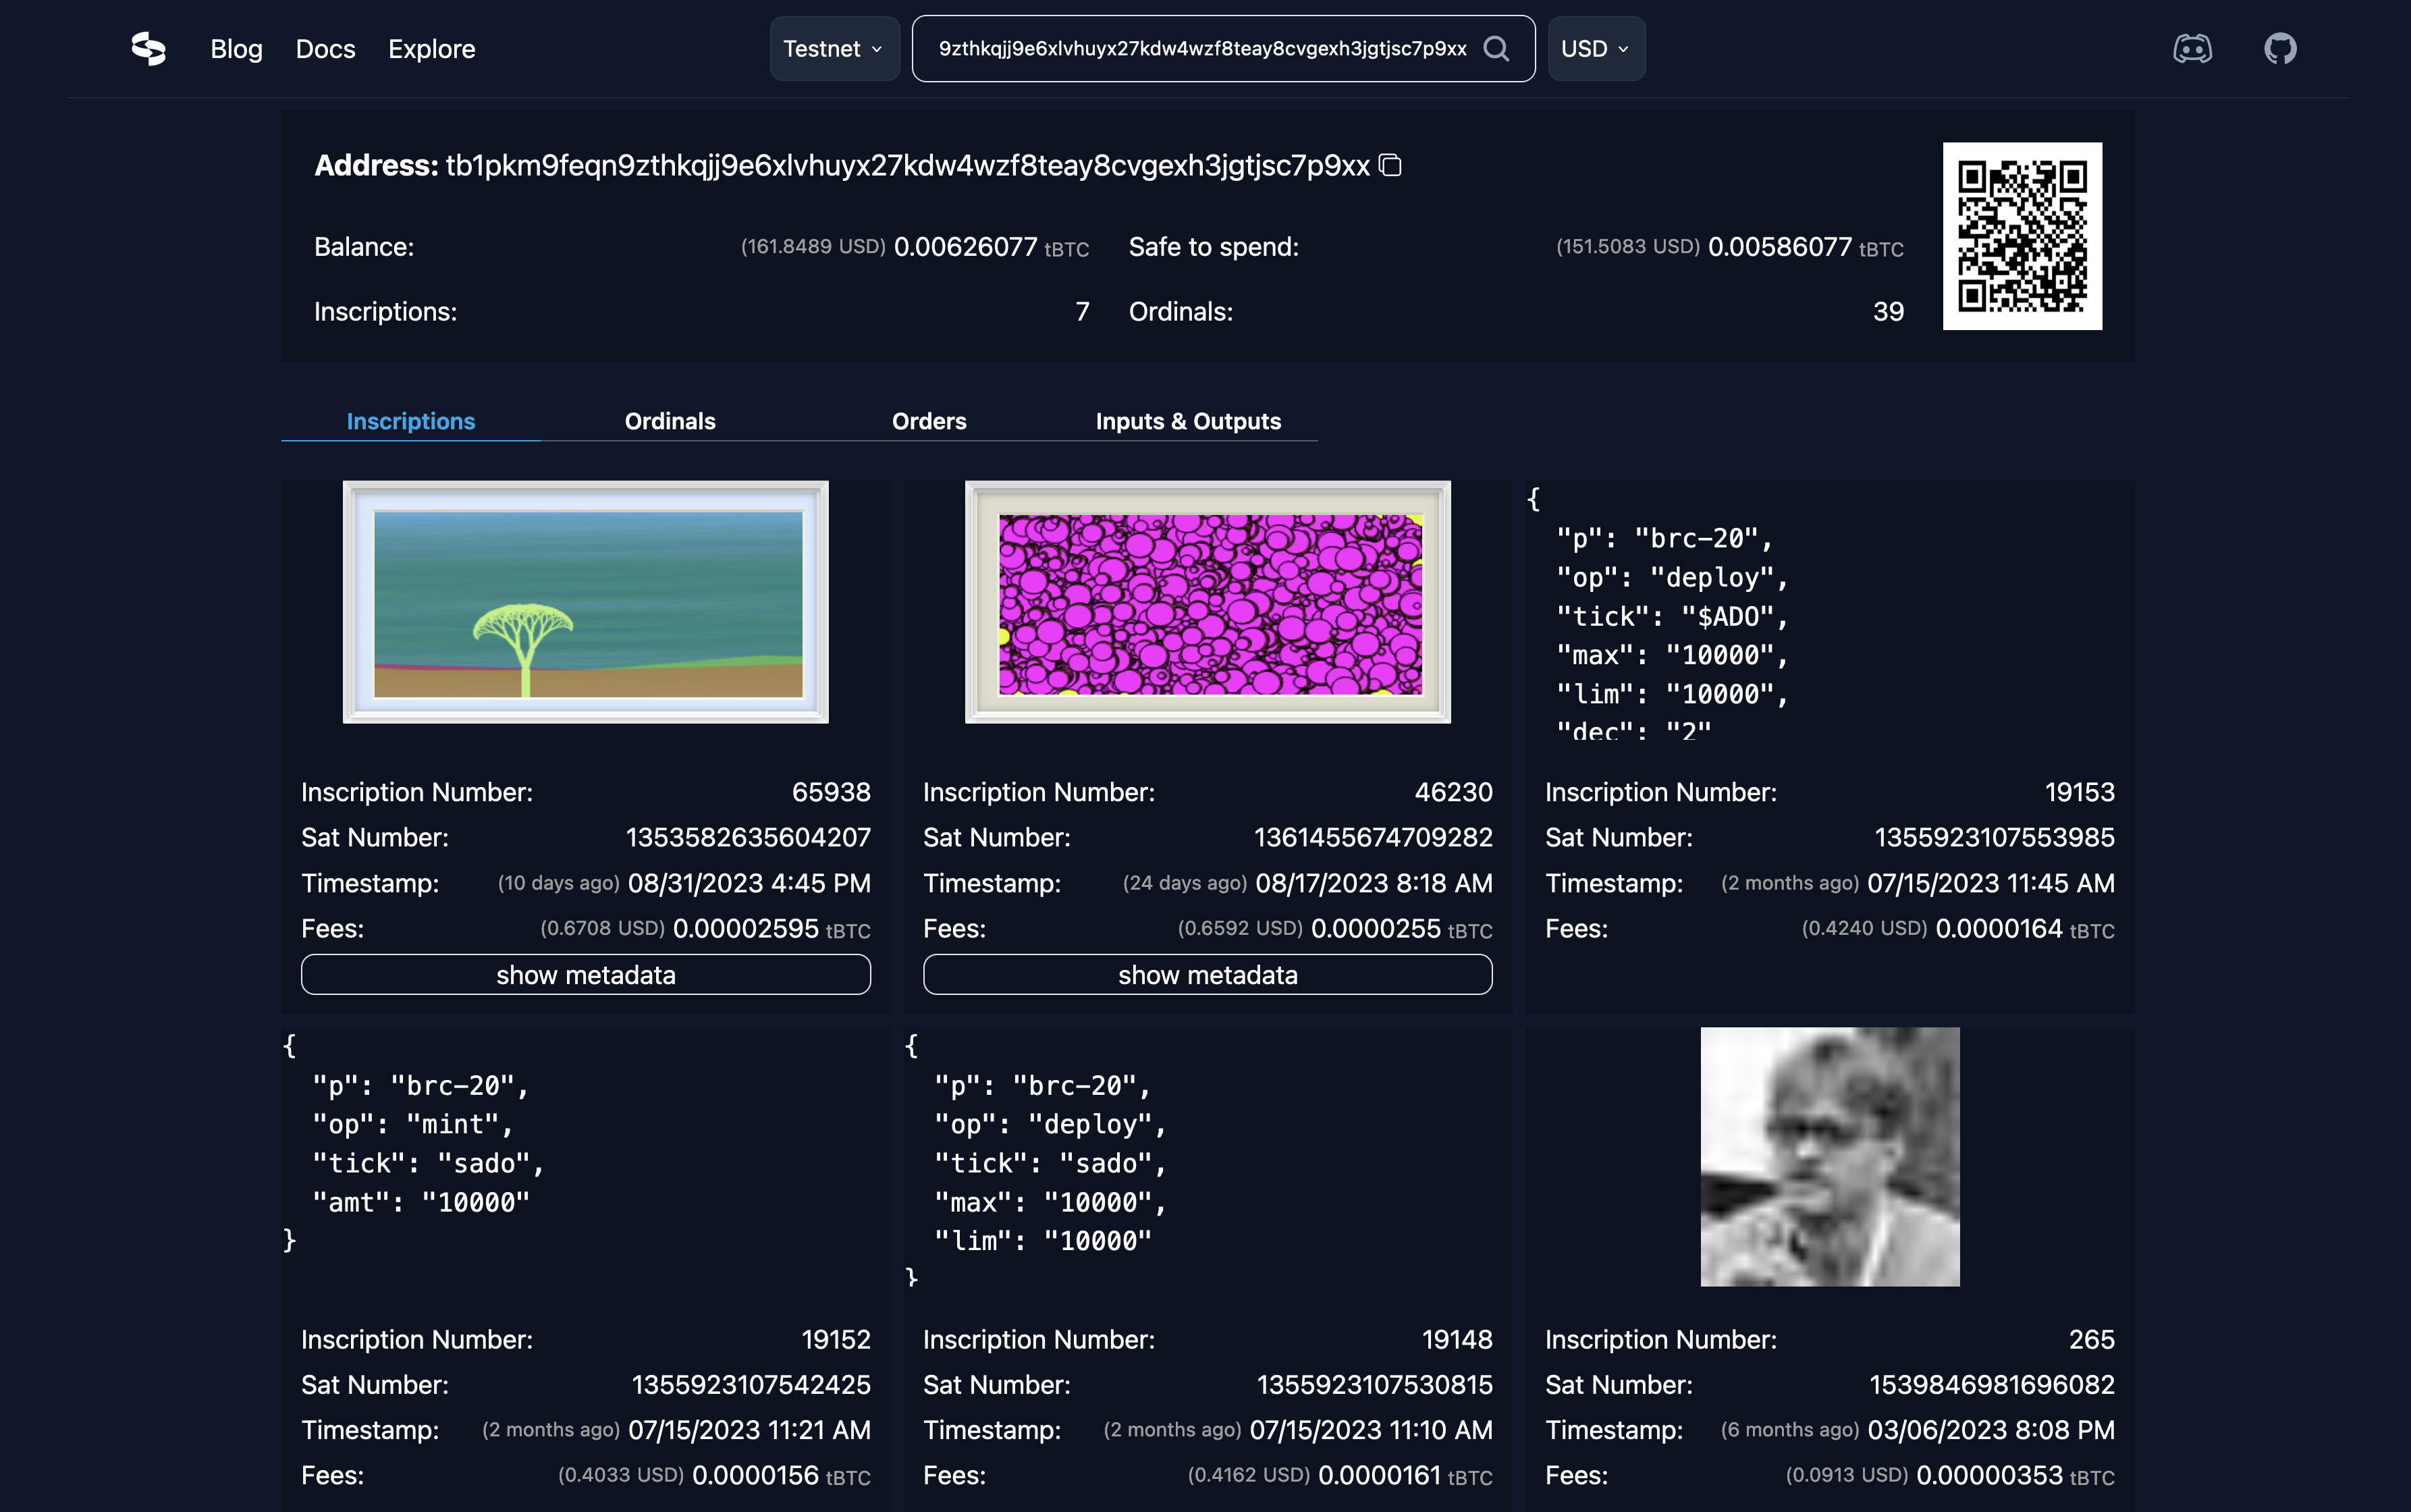 Blog Docs Explore Testnet 9zthkqjj9e6xlvhuyx27kdw4wzf8teay8cvgexh3jgtjsc7p9xx USD
Address: tb1pkm9feqn9zthkqjj9e6xlvhuyx27kdw4wzf8teay8cvgexh3jgtjsc7p9xx
Balance: (161.8489 USD) 0.00626077 tBTC Safe to spend: (151.5083 USD) 0.00586077 tBTC
Inscriptions: 7 Ordinals: 39
Inscriptions Ordinals Orders Inputs & Outputs
Inscription Number: 65938
Sat Number: 1353582635604207
Timestamp: (10 days ago) 08/31/2023 4:45 PM
Fees: (0.6708 USD) 0.00002595 tBTC
show metadata
Inscription Number: 46230
Sat Number: 1361455674709282
Timestamp: (24 days ago) 08/17/2023 8:18 AM
Fees: (0.6592 USD) 0.0000255 tBTC
show metadata
{
"p": "brc-20",
"op": "deploy",
"tick": "$ADO",
"max": "10000",
"lim": "10000",
"dec": "2"
Inscription Number: 19153
Sat Number: 1355923107553985
Timestamp: (2 months ago) 07/15/2023 11:45 AM
Fees: (0.4240 USD) 0.0000164 tBTC
{
"p": "brc-20",
"op": "mint",
"tick": "sado",
"amt": "10000"
}
Inscription Number: 19152
Sat Number: 1355923107542425
Timestamp: (2 months ago) 07/15/2023 11:21 AM
Fees: (0.4033 USD) 0.0000156 tBTC
{
"p": "brc-20",
"op": "deploy",
"tick": "sado",
"max": "10000",
"lim": "10000"
}
Inscription Number: 19148
Sat Number: 1355923107530815
Timestamp: (2 months ago) 07/15/2023 11:10 AM
Fees: (0.4162 USD) 0.0000161 tBTC
Inscription Number: 265
Sat Number: 1539846981696082
Timestamp: (6 months ago) 03/06/2023 8:08 PM
Fees: (0.0913 USD) 0.00000353 tBTC